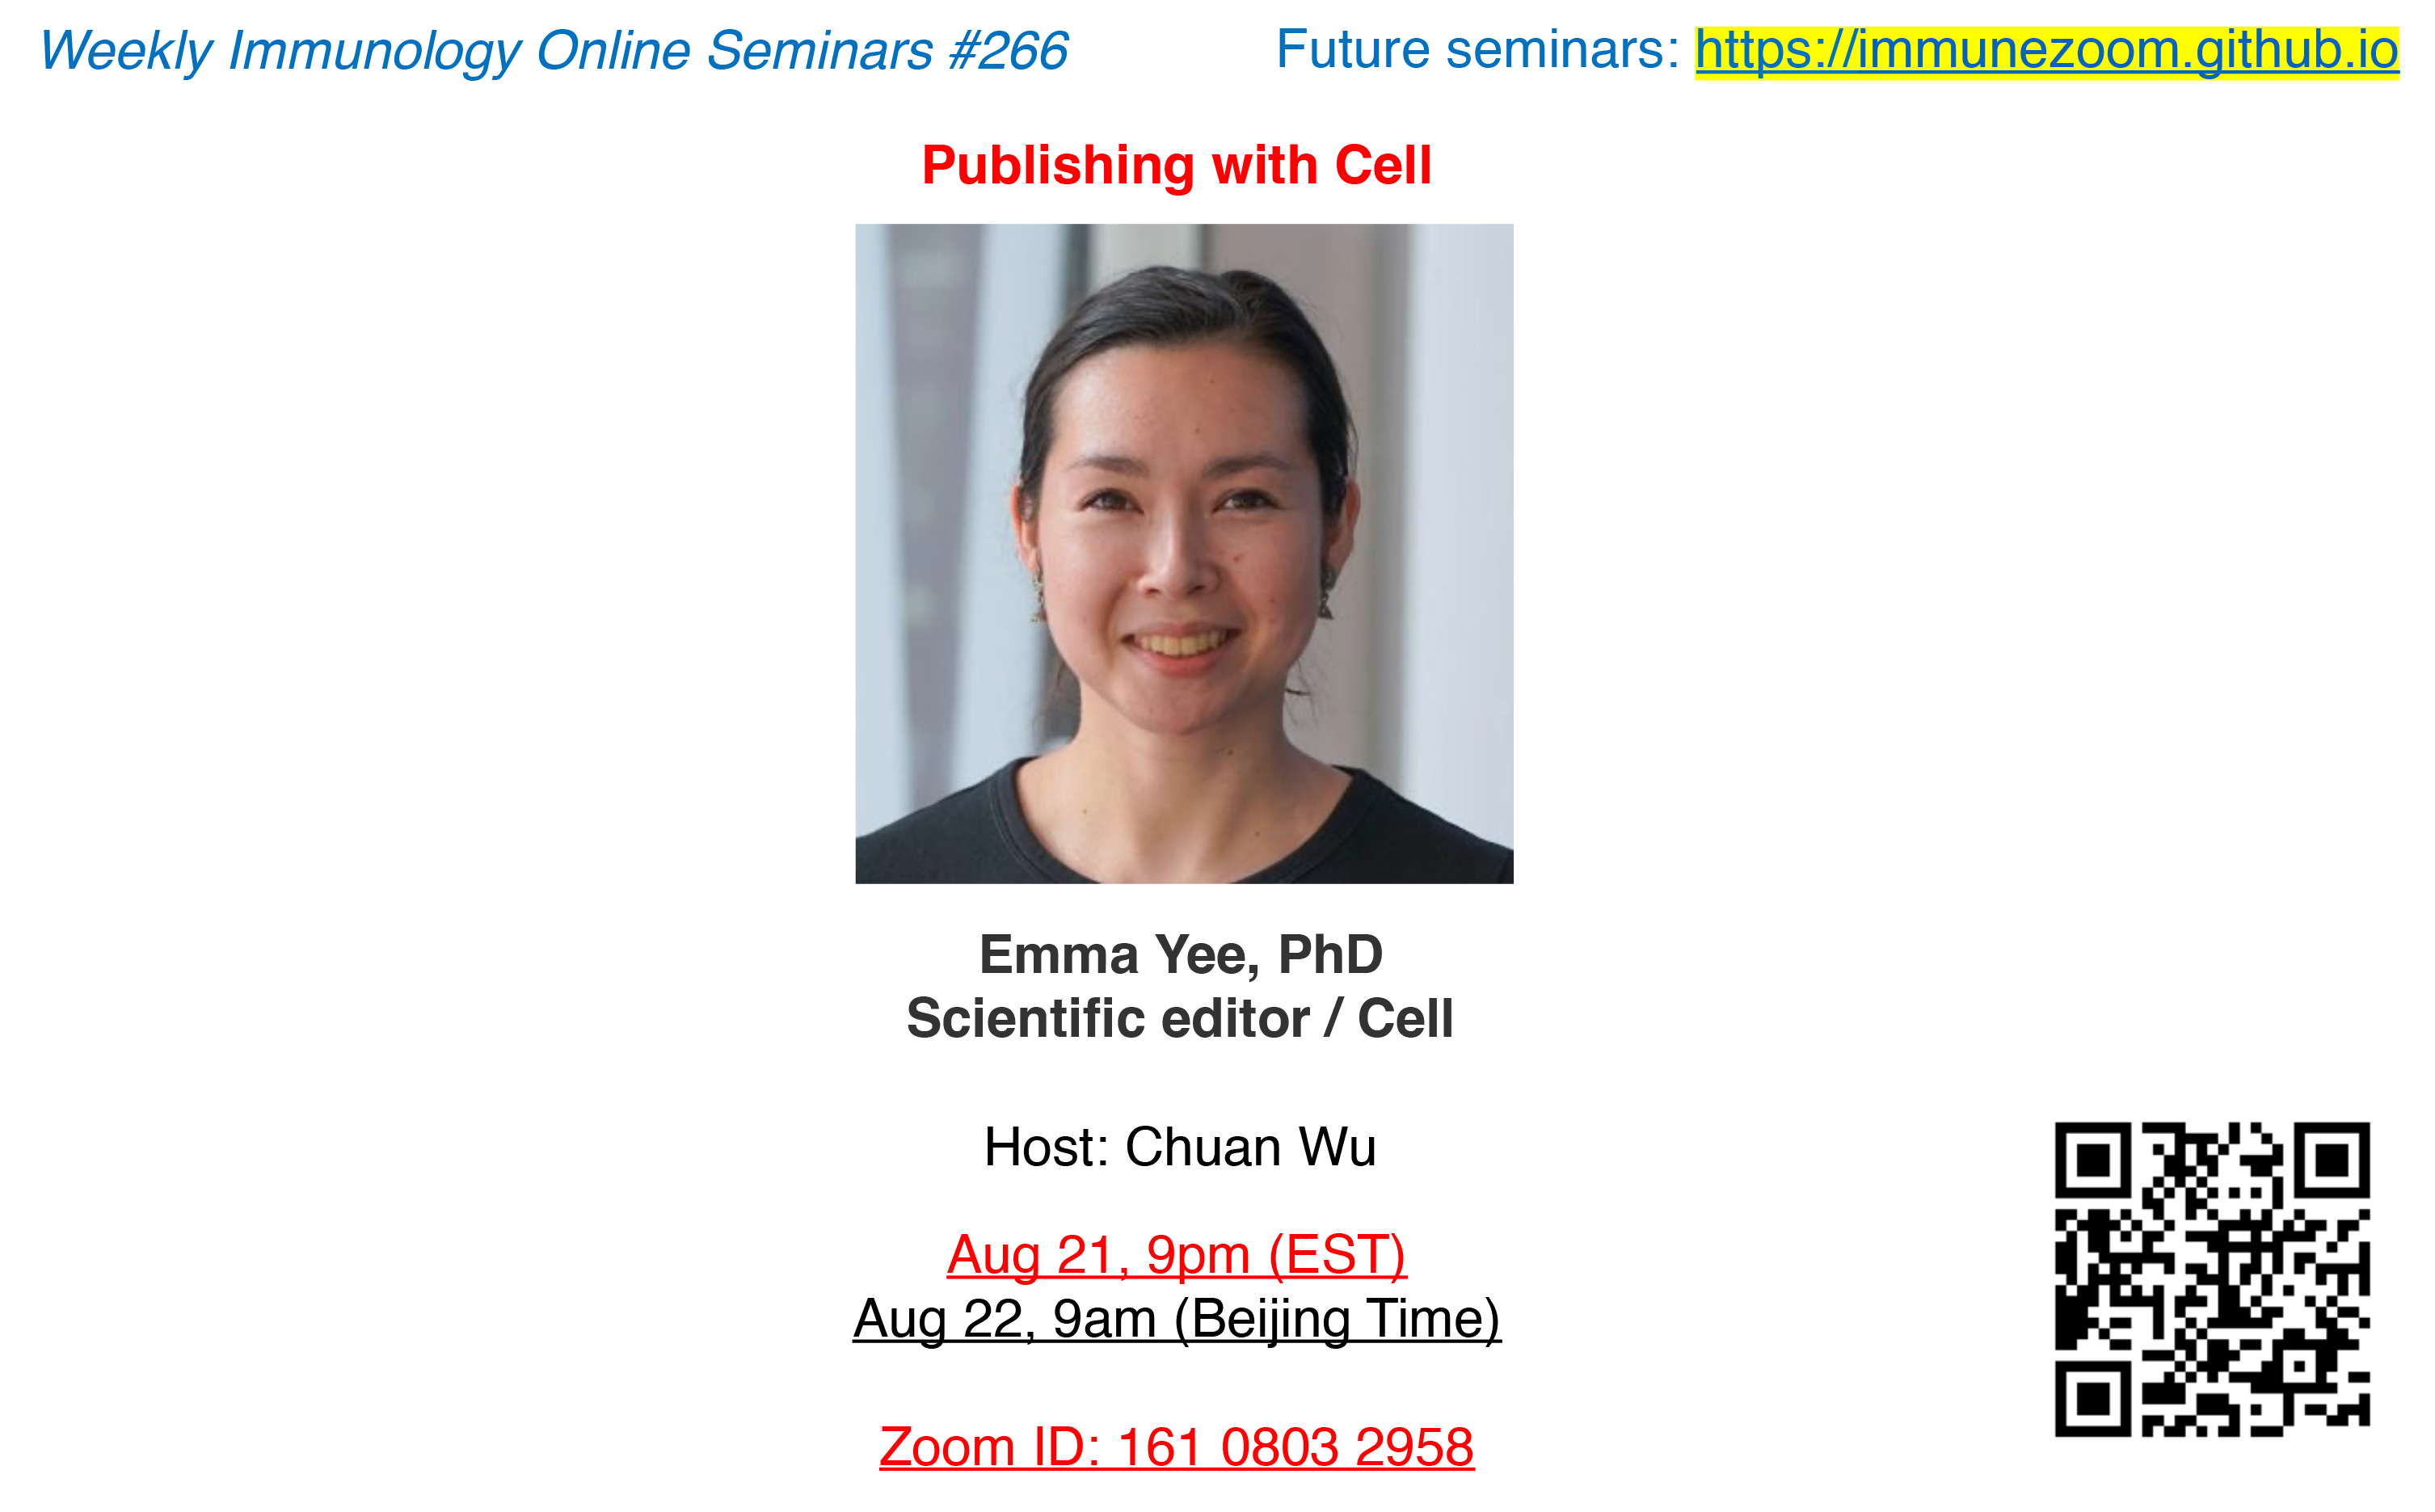 Weekly Immunology Online Seminars #266
Future seminars: https://immunezoom.github.io
Publishing with Cell
Emma Yee, PhD
Scientific editor / Cell
Host: Chuan Wu
Aug 21, 9pm (EST)
Aug 22, 9am (Beijing Time)
Zoom ID: 161 0803 2958